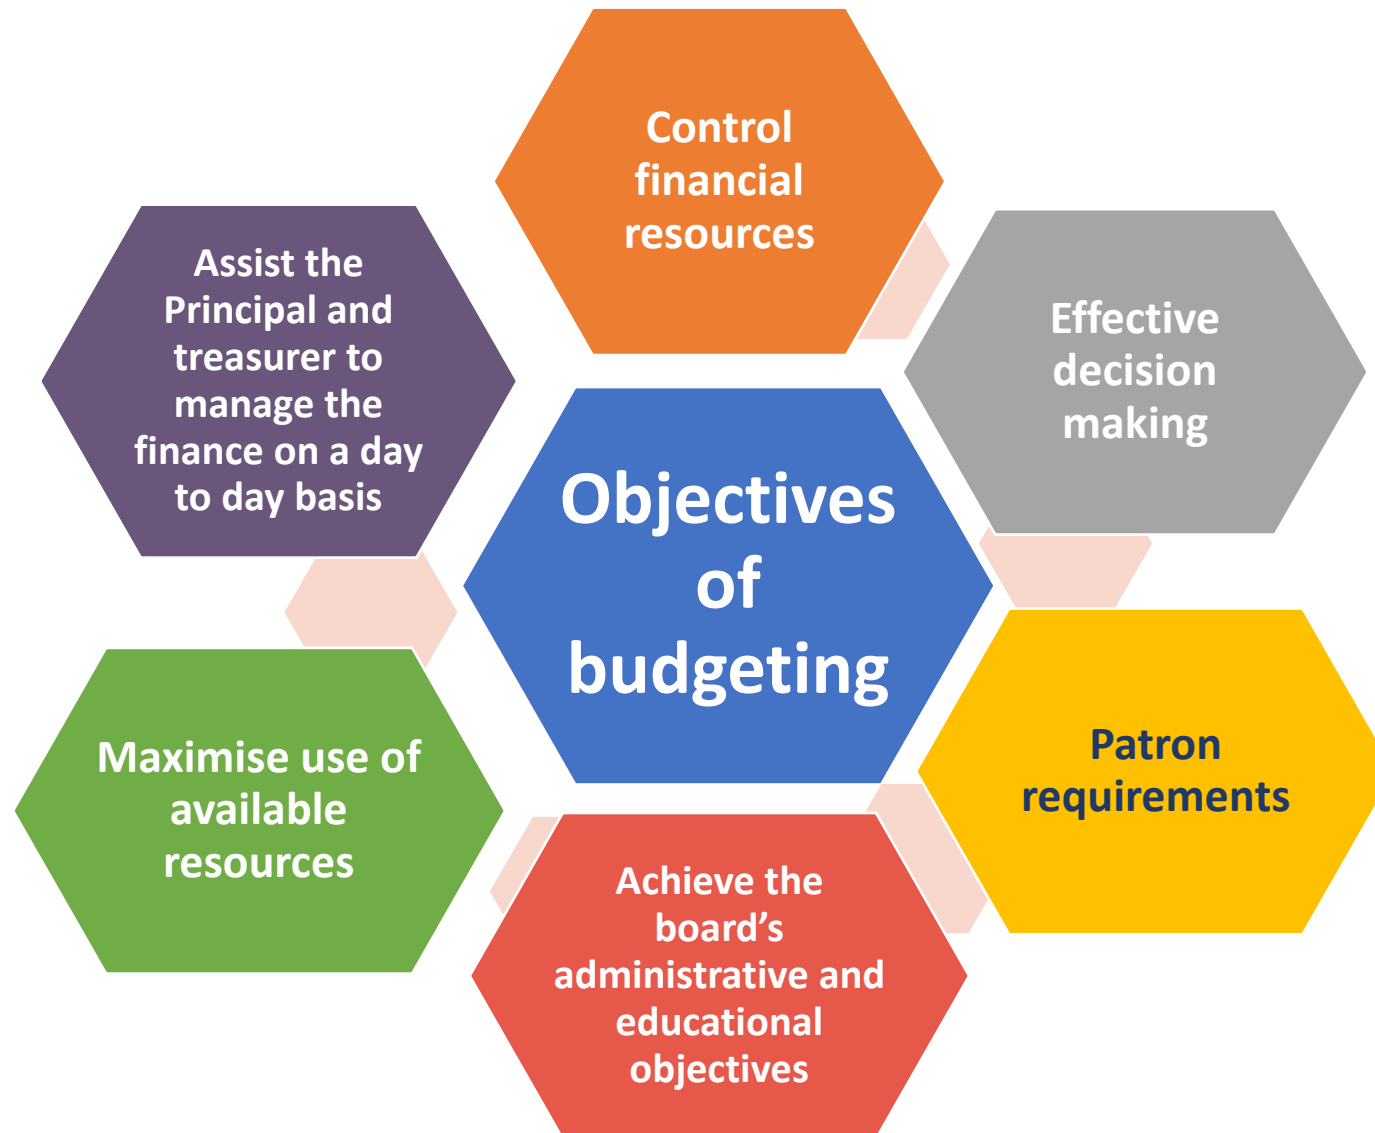 Control
financial
resources
Effective
decision
making
Patron
requirements
Achieve the
board’s
administrative and
educational
objectives
Maximise use of
available
resources
Assist the
Principal and
treasurer to
manage the
finance on a day
to day basis
Objectives
of
budgeting